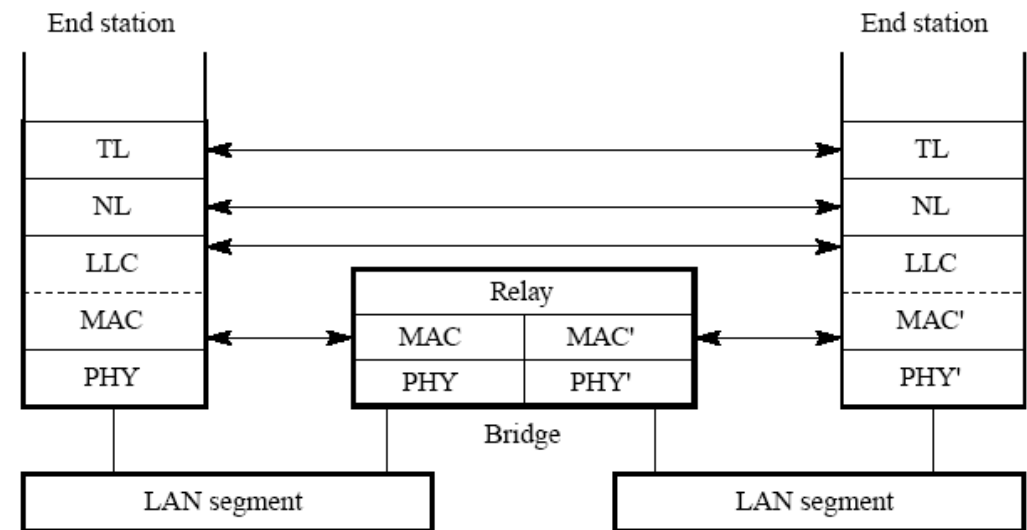 End station
End station
TL
TL
NL
NL
LLC
LLC
Relay
MAC
MAC'
MAC
MAC'
PHY
PHY'
PHY
PHY'
Bridge
LAN segment
LAN segment